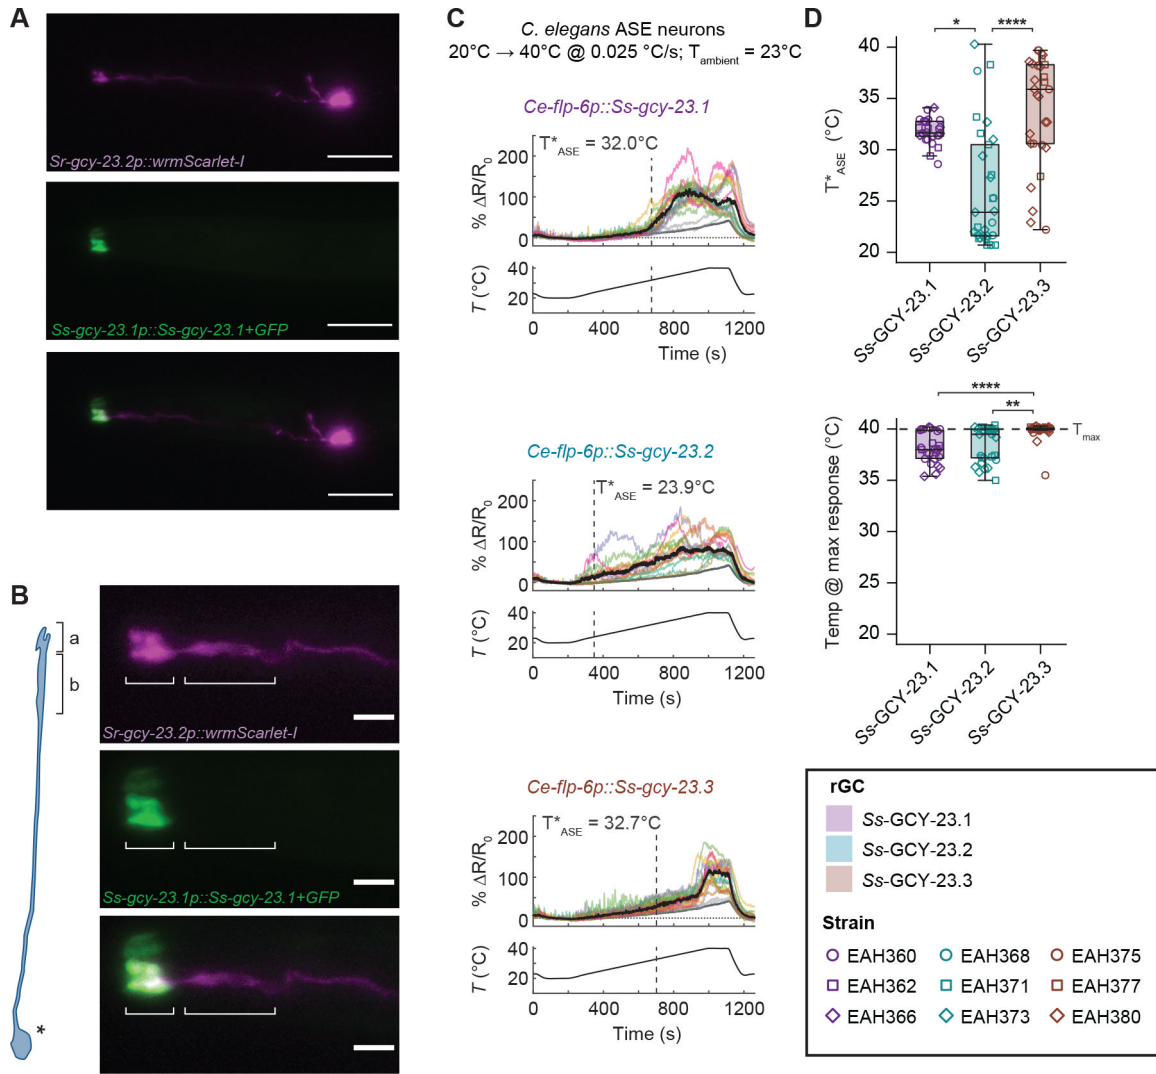 A
Sr-gcy-23.2p::wrmScarlet-I
Ss-gcy-23.1p::Ss-gcy-23.1+GFP
B
a
b
*
Sr-gcy-23.2p::wrmScarlet-I
Ss-gcy-23.1p::Ss-gcy-23.1+GFP
C
C. elegans ASE neurons
20°C → 40°C @ 0.025 °C/s; Tambient = 23°C
Ce-flp-6p::Ss-gcy-23.1
T*ASE = 32.0°C
% ΔR/R0
200
100
0
T (°C)
40
20
0 400 800 1200
Time (s)
Ce-flp-6p::Ss-gcy-23.2
T*ASE = 23.9°C
% ΔR/R0
200
100
0
T (°C)
40
20
0 400 800 1200
Time (s)
Ce-flp-6p::Ss-gcy-23.3
T*ASE = 32.7°C
% ΔR/R0
200
100
0
T (°C)
40
20
0 400 800 1200
Time (s)
D
* ****
T*ASE (°C)
40
35
30
25
20
Ss-GCY-23.1
Ss-GCY-23.2
Ss-GCY-23.3
****
**
Temp @ max response (°C)
40
35
30
25
20
Tmax
Ss-GCY-23.1
Ss-GCY-23.2
Ss-GCY-23.3
rGC
Ss-GCY-23.1
Ss-GCY-23.2
Ss-GCY-23.3
Strain
EAH360 EAH368 EAH375
EAH362 EAH371 EAH377
EAH366 EAH373 EAH380